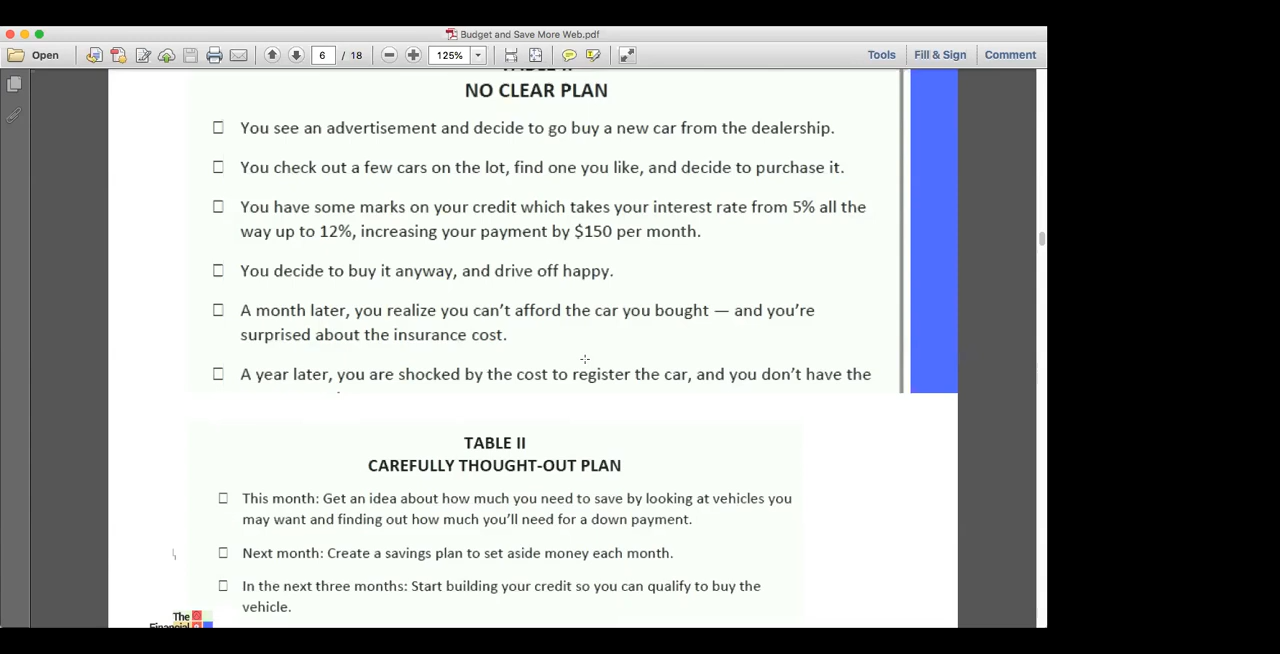 Budget and Save More Web.pdf
Open 6 / 18 125% Tools Fill & Sign Comment
NO CLEAR PLAN
☐ You see an advertisement and decide to go buy a new car from the dealership.
☐ You check out a few cars on the lot, find one you like, and decide to purchase it.
☐ You have some marks on your credit which takes your interest rate from 5% all the
way up to 12%, increasing your payment by $150 per month.
☐ You decide to buy it anyway, and drive off happy.
☐ A month later, you realize you can’t afford the car you bought — and you’re
surprised about the insurance cost.
☐ A year later, you are shocked by the cost to register the car, and you don’t have the
TABLE II
CAREFULLY THOUGHT-OUT PLAN
☐ This month: Get an idea about how much you need to save by looking at vehicles you
may want and finding out how much you’ll need for a down payment.
☐ Next month: Create a savings plan to set aside money each month.
☐ In the next three months: Start building your credit so you can qualify to buy the
vehicle.
The
Financial